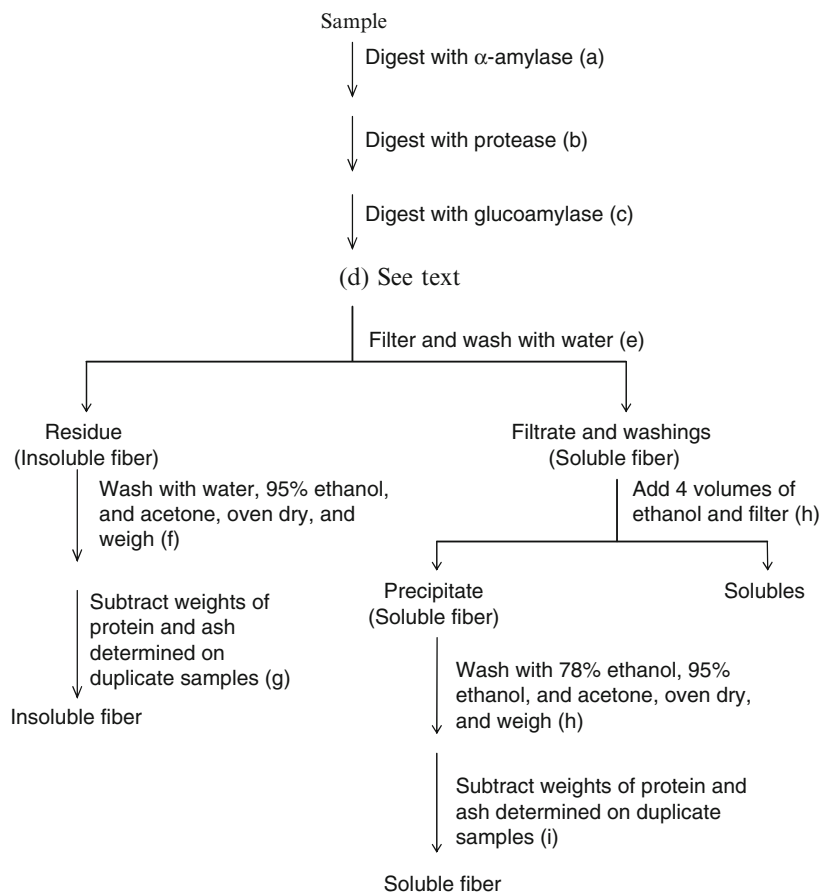 Sample
Digest with α-amylase (a)
Digest with protease (b)
Digest with glucoamylase (c)
(d) See text
Filter and wash with water (e)
Residue
(Insoluble fiber)
Wash with water, 95% ethanol,
and acetone, oven dry, and
weigh (f)
Subtract weights of
protein and ash
determined on
duplicate samples (g)
Insoluble fiber
Filtrate and washings
(Soluble fiber)
Add 4 volumes of
ethanol and filter (h)
Precipitate
(Soluble fiber)
Solubles
Wash with 78% ethanol, 95%
ethanol, and acetone, oven dry,
and weigh (h)
Subtract weights of protein and
ash determined on duplicate
samples (i)
Soluble fiber